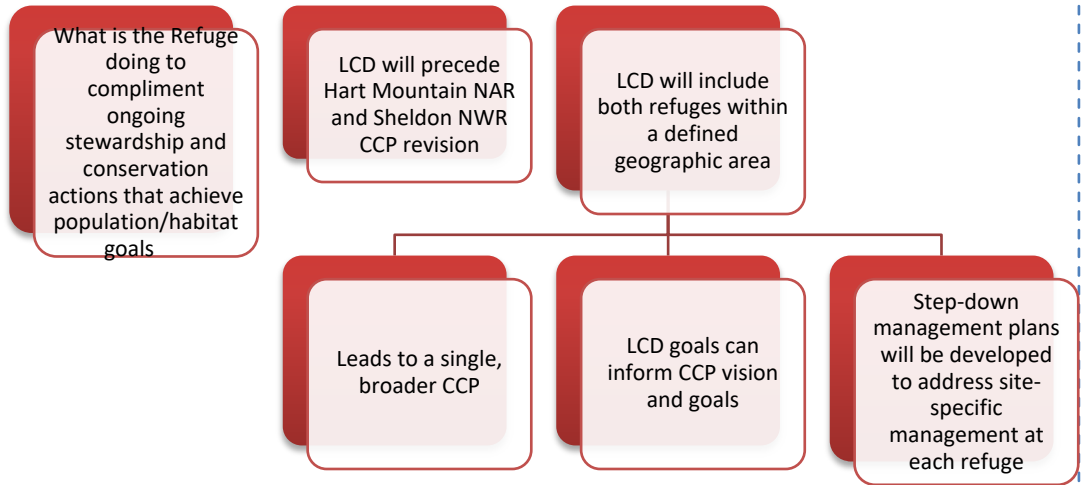 What is the Refuge
doing to
compliment
ongoing
stewardship and
conservation
actions that achieve
population/habitat
goals
LCD will precede
Hart Mountain NAR
and Sheldon NWR
CCP revision
LCD will include
both refuges within
a defined
geographic area
Leads to a single,
broader CCP
LCD goals can
inform CCP vision
and goals
Step-down
management plans
will be developed
to address site-
specific
management at
each refuge